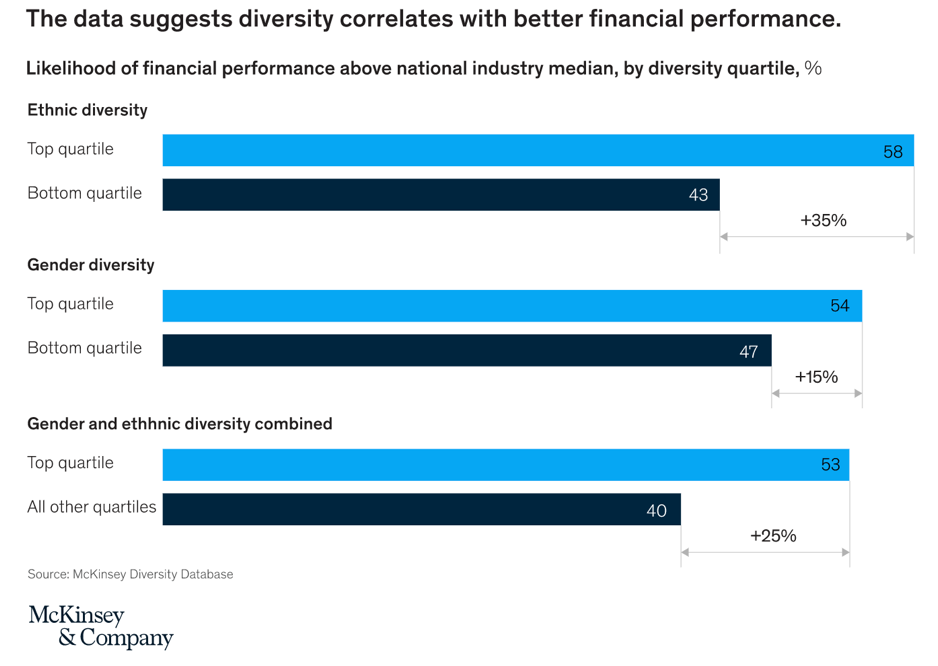 The data suggests diversity correlates with better financial performance.
Likelihood of financial performance above national industry median, by diversity quartile, %
Ethnic diversity
Top quartile 58
Bottom quartile 43
+35%
Gender diversity
Top quartile 54
Bottom quartile 47
+15%
Gender and ethhnic diversity combined
Top quartile 53
All other quartiles 40
+25%
Source: McKinsey Diversity Database
McKinsey
& Company